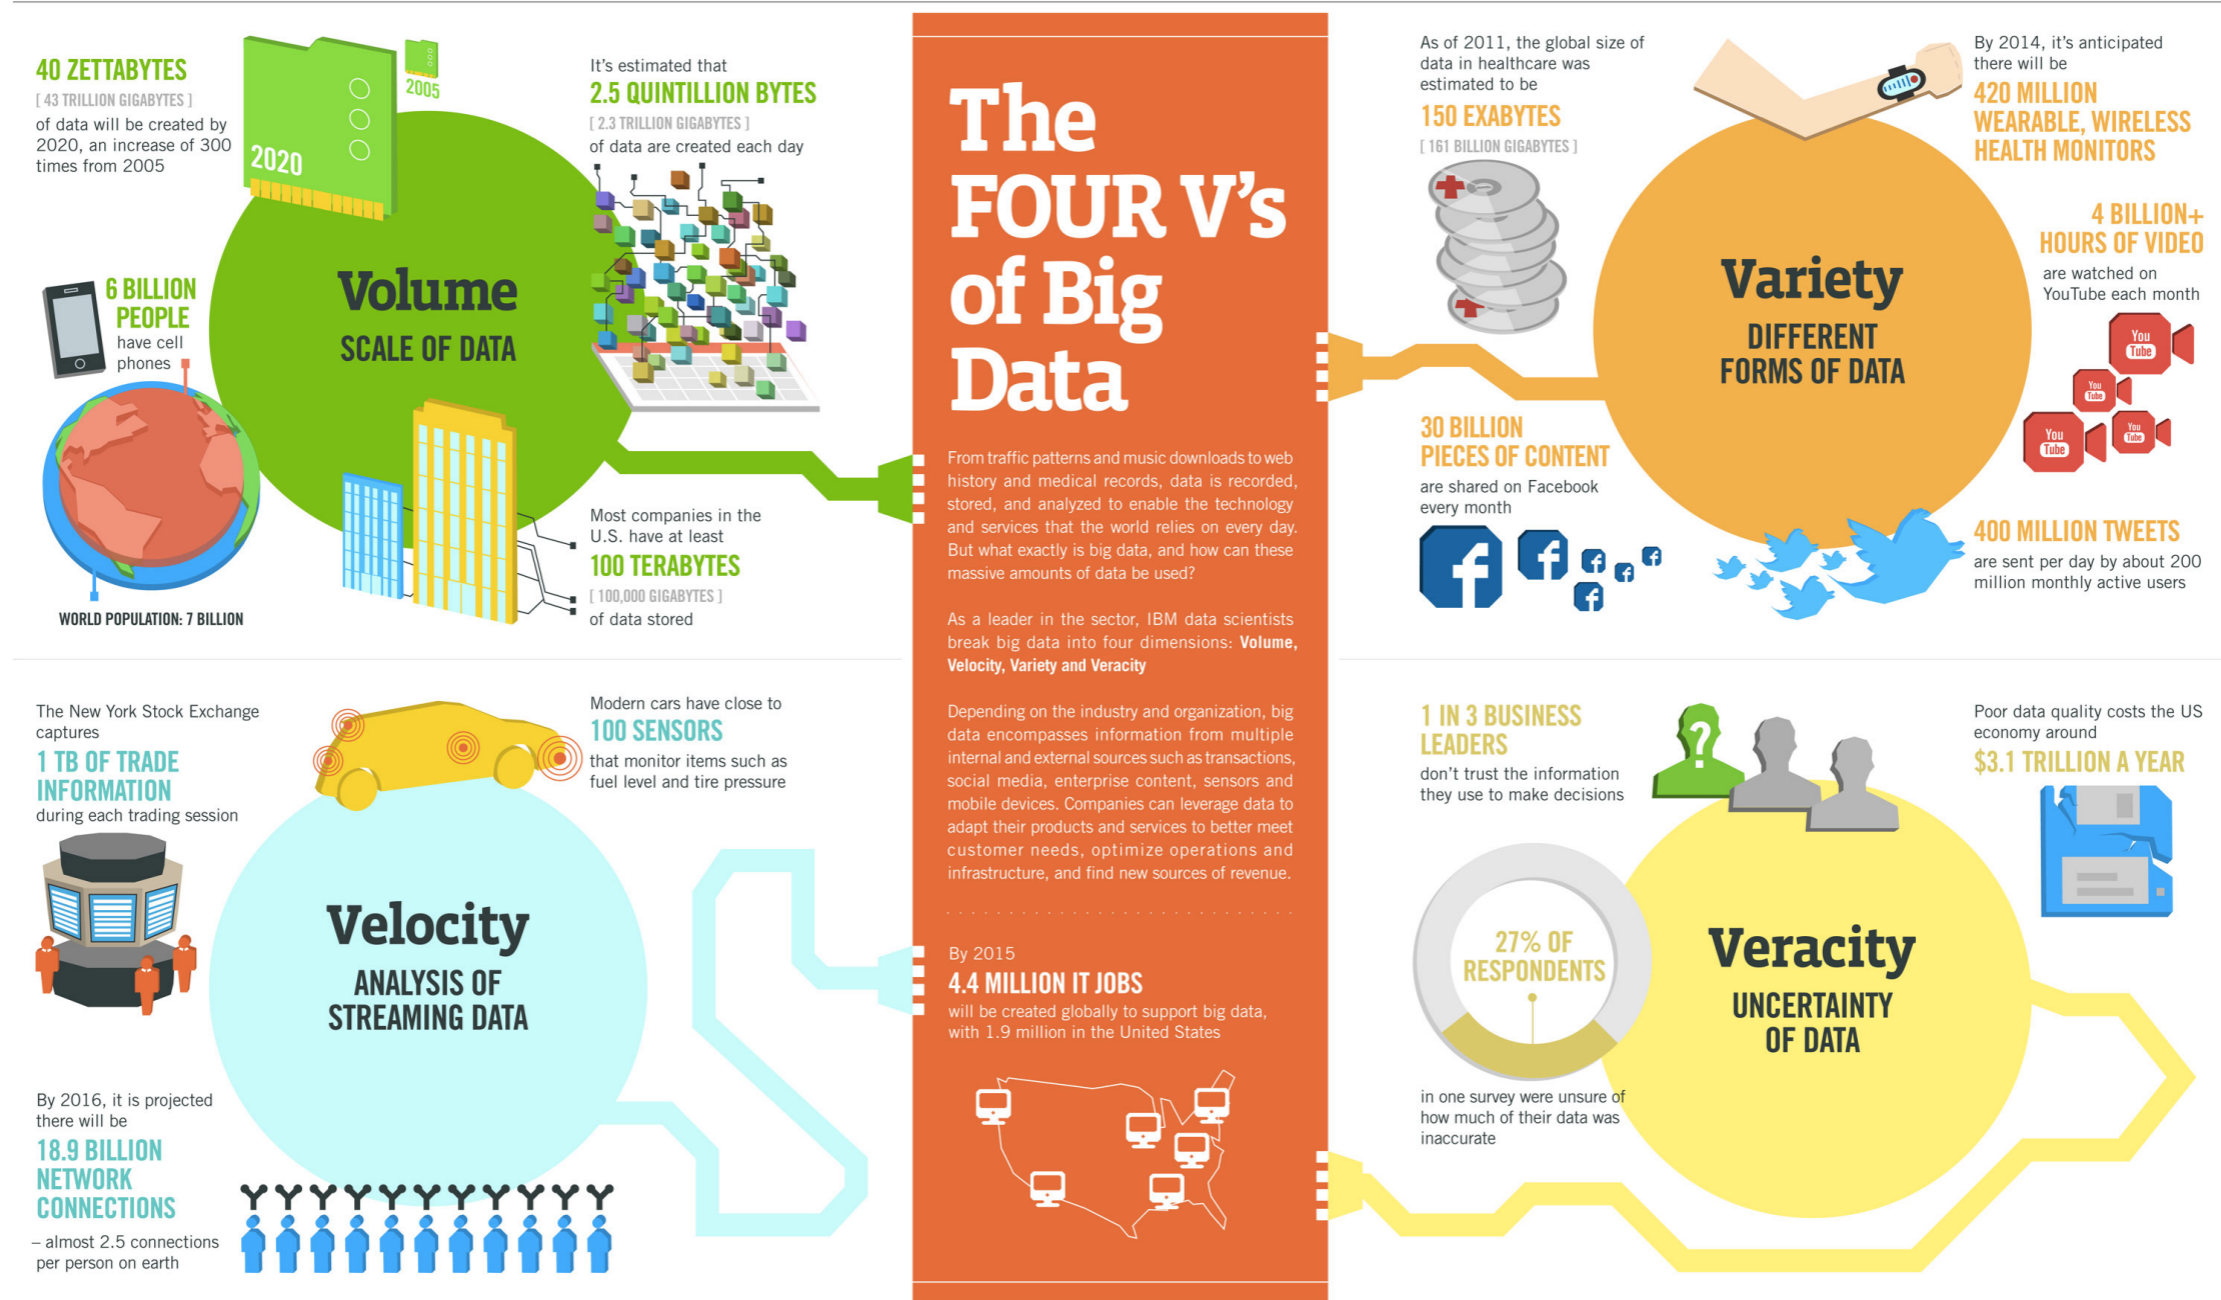 40 ZETTABYTES
[ 43 TRILLION GIGABYTES ]
of data will be created by
2020, an increase of 300
times from 2005
2020
2005
It's estimated that
2.5 QUINTILLION BYTES
[ 2.3 TRILLION GIGABYTES ]
of data are created each day
6 BILLION
PEOPLE
have cell
phones
WORLD POPULATION: 7 BILLION
Volume
SCALE OF DATA
Most companies in the
U.S. have at least
100 TERABYTES
[ 100,000 GIGABYTES ]
of data stored
The New York Stock Exchange
captures
1 TB OF TRADE
INFORMATION
during each trading session
Modern cars have close to
100 SENSORS
that monitor items such as
fuel level and tire pressure
Velocity
ANALYSIS OF
STREAMING DATA
By 2016, it is projected
there will be
18.9 BILLION
NETWORK
CONNECTIONS
– almost 2.5 connections
per person on earth
The
FOUR V's
of Big
Data
From traffic patterns and music downloads to web
history and medical records, data is recorded,
stored, and analyzed to enable the technology
and services that the world relies on every day.
But what exactly is big data, and how can these
massive amounts of data be used?
As a leader in the sector, IBM data scientists
break big data into four dimensions: Volume,
Velocity, Variety and Veracity
Depending on the industry and organization, big
data encompasses information from multiple
internal and external sources such as transactions,
social media, enterprise content, sensors and
mobile devices. Companies can leverage data to
adapt their products and services to better meet
customer needs, optimize operations and
infrastructure, and find new sources of revenue.
By 2015
4.4 MILLION IT JOBS
will be created globally to support big data,
with 1.9 million in the United States
As of 2011, the global size of
data in healthcare was
estimated to be
150 EXABYTES
[ 161 BILLION GIGABYTES ]
By 2014, it's anticipated
there will be
420 MILLION
WEARABLE, WIRELESS
HEALTH MONITORS
4 BILLION+
HOURS OF VIDEO
are watched on
YouTube each month
You
Tube
You
Tube
You
Tube
You
Tube
Variety
DIFFERENT
FORMS OF DATA
30 BILLION
PIECES OF CONTENT
are shared on Facebook
every month
f
f
f
f
f
f
400 MILLION TWEETS
are sent per day by about 200
million monthly active users
1 IN 3 BUSINESS
LEADERS
don't trust the information
they use to make decisions
?
Poor data quality costs the US
economy around
$3.1 TRILLION A YEAR
27% OF
RESPONDENTS
in one survey were unsure of
how much of their data was
inaccurate
Veracity
UNCERTAINTY
OF DATA